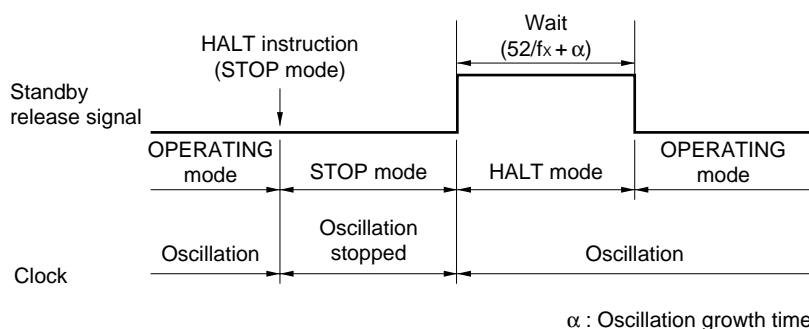 Wait
(52/fx + α)
HALT instruction
(STOP mode)
Standby
release signal
OPERATING
mode
STOP mode
HALT mode
OPERATING
mode
Oscillation
Oscillation
stopped
Oscillation
Clock
α : Oscillation growth time